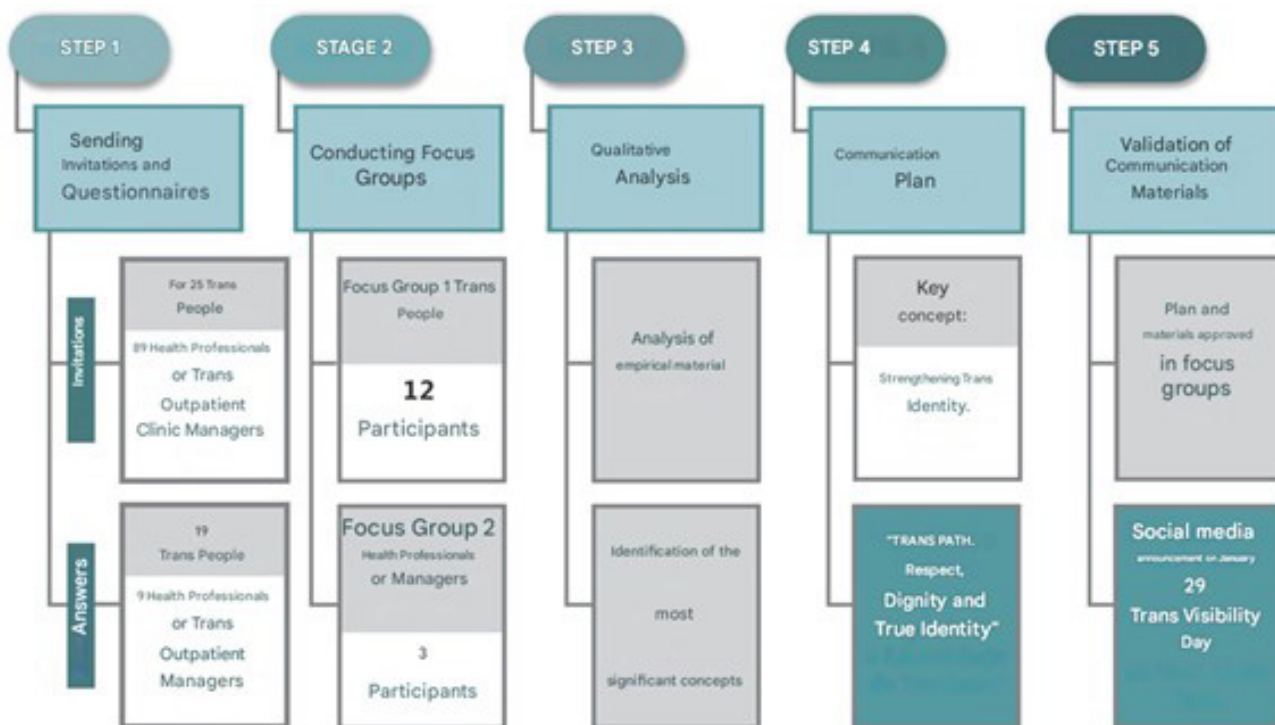 STEP 1
STAGE 2
STEP 3
STEP 4
STEP 5
Sending
Invitations and
Questionnaires
Conducting Focus
Groups
Qualitative
Analysis
Communication
Plan
Validation of
Communication
Materials
Invitations
For 25 Trans
People
89 Health Professionals
or Trans
Outpatient
Clinic Managers
Focus Group 1 Trans
People
12
Participants
Analysis of
empirical material
Key
concept:
Strengthening Trans
Identity.
Plan and
materials approved
in focus
groups
Answers
19
Trans People
9 Health Professionals
or Trans
Outpatient
Managers
Focus Group 2
Health Professionals
or Managers
3
Participants
Identification of the
most
significant concepts
"TRANS PATH.
Respect,
Dignity and
True Identity"
Social media
announcement on January
29
Trans Visibility
Day